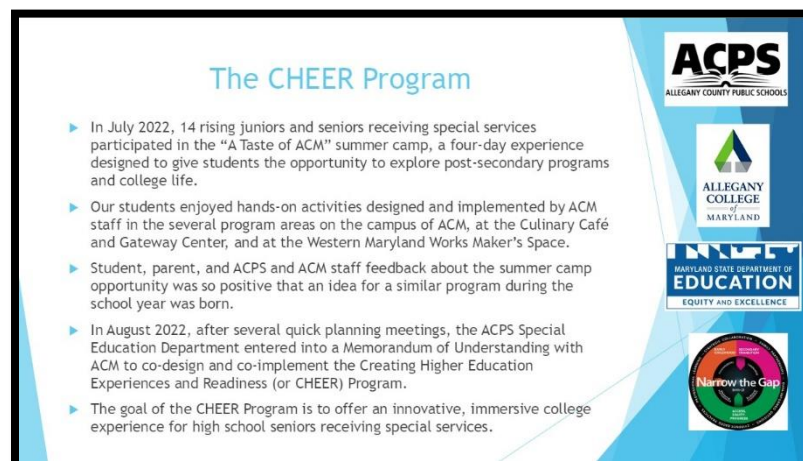 The CHEER Program
In July 2022, 14 rising juniors and seniors receiving special services
participated in the “A Taste of ACM” summer camp, a four-day experience
designed to give students the opportunity to explore post-secondary programs
and college life.
Our students enjoyed hands-on activities designed and implemented by ACM
staff in the several program areas on the campus of ACM, at the Culinary Café
and Gateway Center, and at the Western Maryland Works Maker’s Space.
Student, parent, and ACPS and ACM staff feedback about the summer camp
opportunity was so positive that an idea for a similar program during the
school year was born.
In August 2022, after several quick planning meetings, the ACPS Special
Education Department entered into a Memorandum of Understanding with
ACM to co-design and co-implement the Creating Higher Education
Experiences and Readiness (or CHEER) Program.
The goal of the CHEER Program is to offer an innovative, immersive college
experience for high school seniors receiving special services.
ACPS
ALLEGANY COUNTY PUBLIC SCHOOLS
ALLEGANY
COLLEGE
of
MARYLAND
MARYLAND STATE DEPARTMENT OF
EDUCATION
EQUITY AND EXCELLENCE
Narrow the Gap